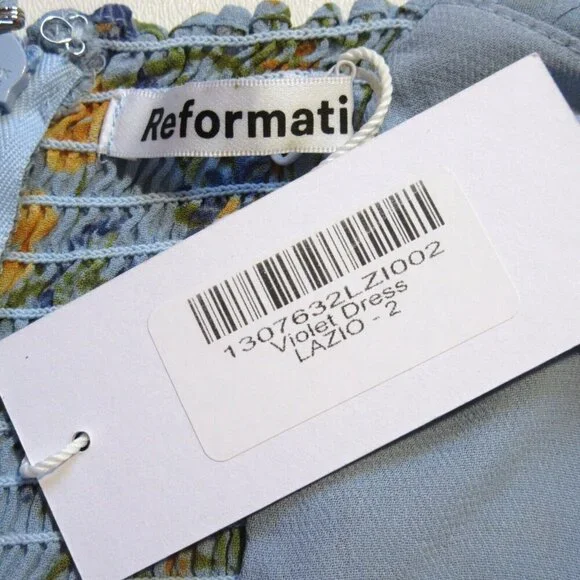 Reformati
1307632LZI002
Violet Dress
LAZIO - 2